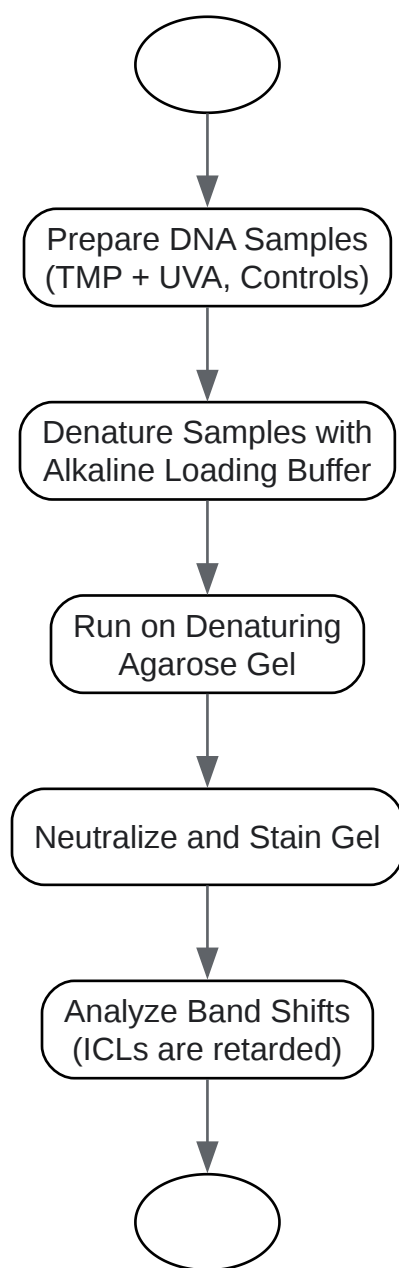 Prepare DNA Samples
(TMP + UVA, Controls)
Denature Samples with
Alkaline Loading Buffer
Run on Denaturing
Agarose Gel
Neutralize and Stain Gel
Analyze Band Shifts
(ICLs are retarded)